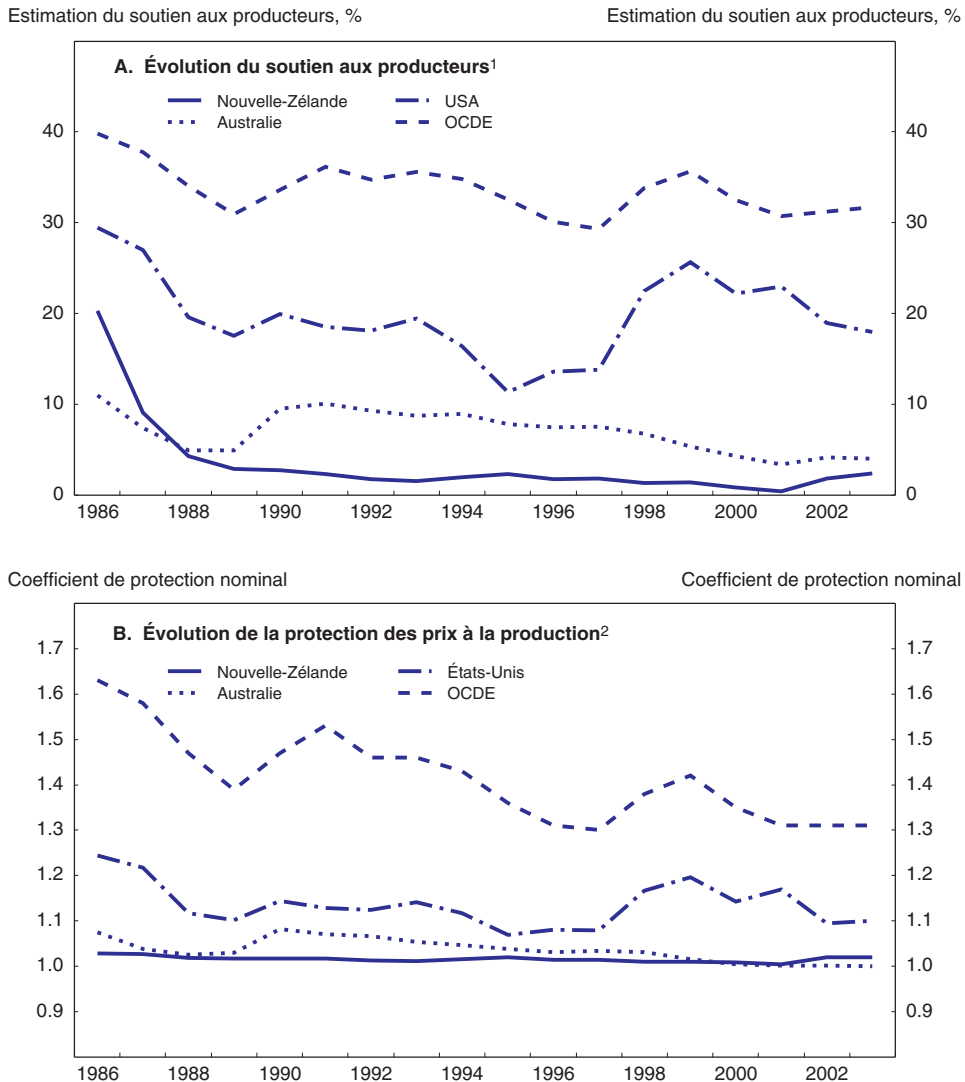 Estimation du soutien aux producteurs, % Estimation du soutien aux producteurs, %
A. Évolution du soutien aux producteurs1
Nouvelle-Zélande USA
Australie OCDE
40 40
30 30
20 20
10 10
0 0
1986 1988 1990 1992 1994 1996 1998 2000 2002
Coefficient de protection nominal Coefficient de protection nominal
B. Évolution de la protection des prix à la production2
1.7 1.7
Nouvelle-Zélande États-Unis
Australie OCDE
1.6 1.6
1.5 1.5
1.4 1.4
1.3 1.3
1.2 1.2
1.1 1.1
1.0 1.0
0.9 0.9
1986 1988 1990 1992 1994 1996 1998 2000 2002